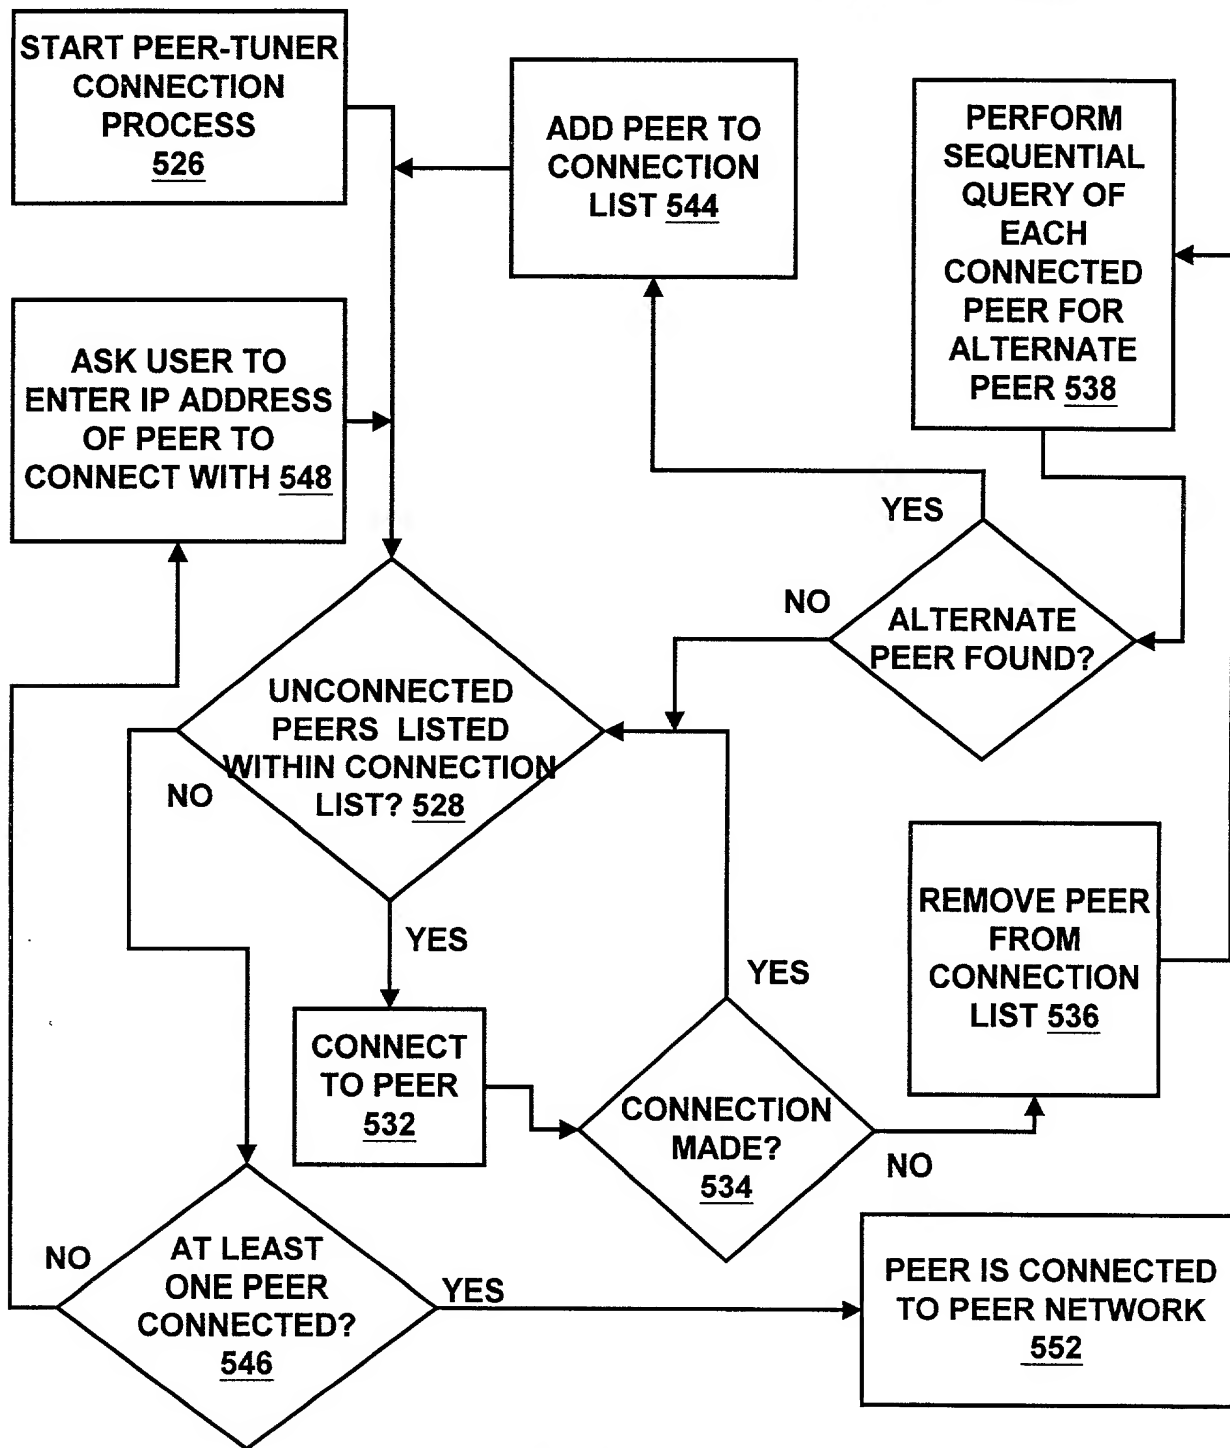 START PEER-TUNER
CONNECTION
PROCESS
526
ADD PEER TO
CONNECTION
LIST 544
PERFORM
SEQUENTIAL
QUERY OF
EACH
CONNECTED
PEER FOR
ALTERNATE
PEER 538
ASK USER TO
ENTER IP ADDRESS
OF PEER TO
CONNECT WITH 548
YES
NO
ALTERNATE
PEER FOUND?
UNCONNECTED
PEERS LISTED
WITHIN CONNECTION
LIST? 528
NO
YES
REMOVE PEER
FROM
CONNECTION
LIST 536
YES
CONNECT
TO PEER
532
CONNECTION
MADE?
534
NO
AT LEAST
ONE PEER
CONNECTED?
546
NO
YES
PEER IS CONNECTED
TO PEER NETWORK
552